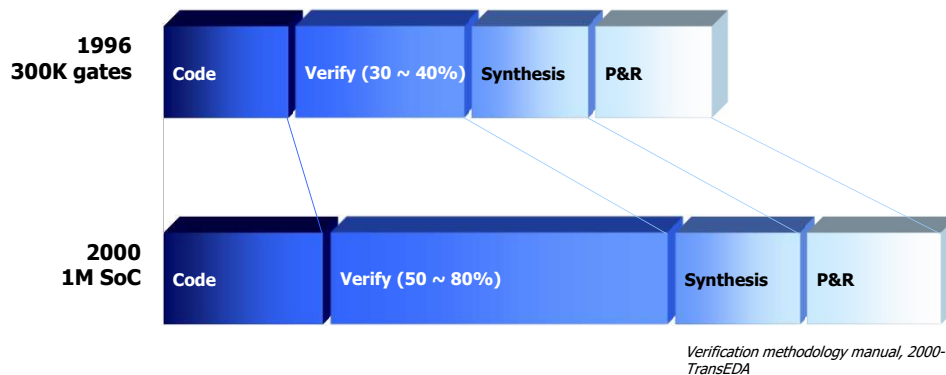 1996
300K gates
Code
Verify (30 ~ 40%)
Synthesis
P&R
2000
1M SoC
Code
Verify (50 ~ 80%)
Synthesis
P&R
Verification methodology manual, 2000-
TransEDA